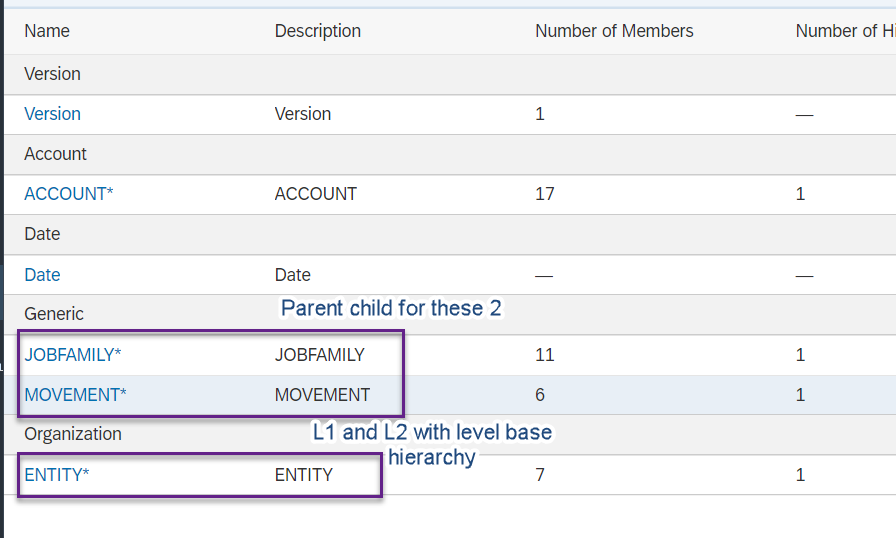 Name Description Number of Members Number of Hi
Version
Version Version 1 —
Account
ACCOUNT* ACCOUNT 17 1
Date
Date Date — —
Parent child for these 2
Generic
JOBFAMILY* JOBFAMILY 11 1
MOVEMENT* MOVEMENT 6 1
Organization
L1 and L2 with level base
hierarchy
ENTITY* ENTITY 7 1